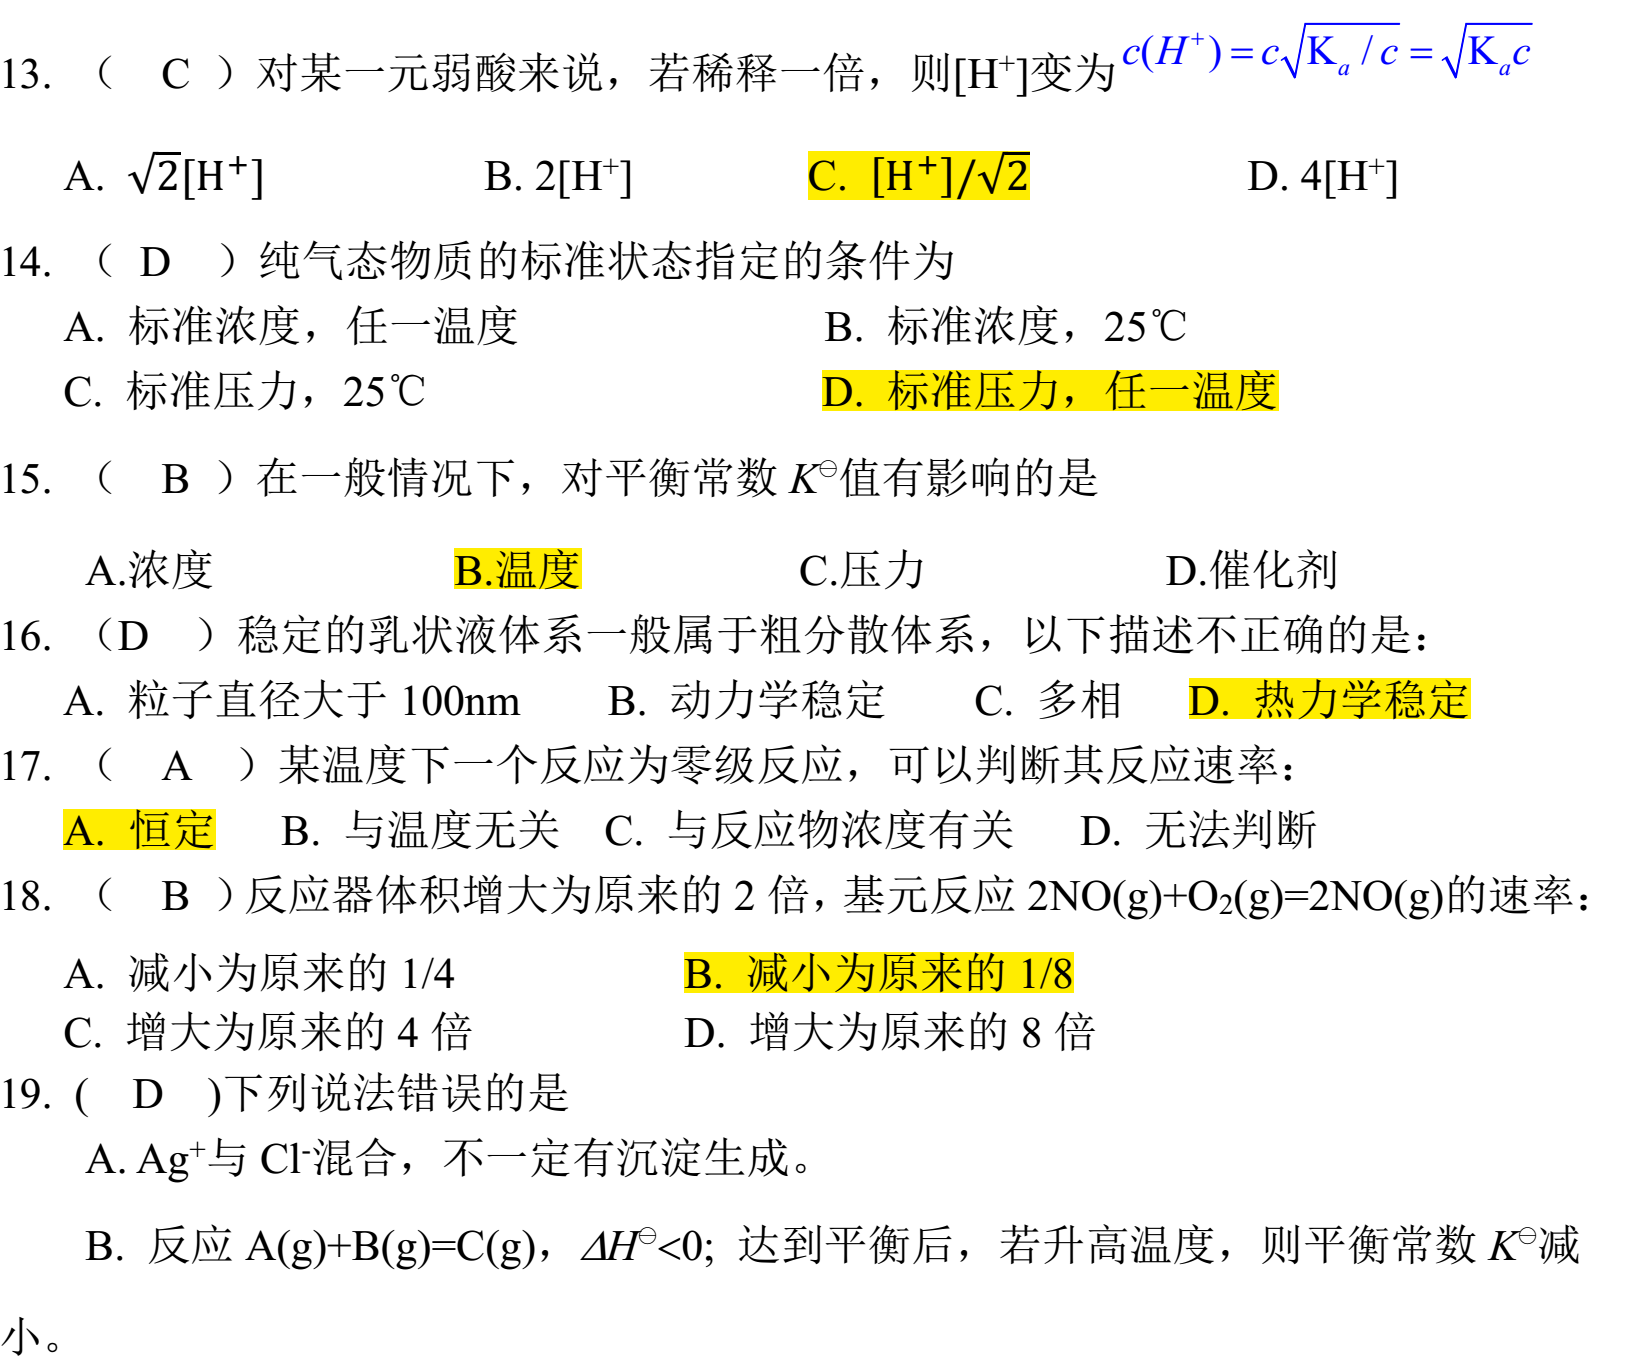 13. （ C ）对某一元弱酸来说，若稀释一倍，则[H⁺]变为 c(H⁺) = c√(Kₐ / c) = √(Kₐc)
A. √2[H⁺] B. 2[H⁺] C. [H⁺]/√2 D. 4[H⁺]
14. （ D ）纯气态物质的标准状态指定的条件为
A. 标准浓度，任一温度 B. 标准浓度，25℃
C. 标准压力，25℃ D. 标准压力，任一温度
15. （ B ）在一般情况下，对平衡常数 K⊖值有影响的是
A.浓度 B.温度 C.压力 D.催化剂
16. （D ）稳定的乳状液体系一般属于粗分散体系，以下描述不正确的是：
A. 粒子直径大于 100nm B. 动力学稳定 C. 多相 D. 热力学稳定
17. （ A ）某温度下一个反应为零级反应，可以判断其反应速率：
A. 恒定 B. 与温度无关 C. 与反应物浓度有关 D. 无法判断
18. （ B ）反应器体积增大为原来的 2 倍，基元反应 2NO(g)+O₂(g)=2NO(g)的速率：
A. 减小为原来的 1/4 B. 减小为原来的 1/8
C. 增大为原来的 4 倍 D. 增大为原来的 8 倍
19. ( D )下列说法错误的是
A. Ag⁺与 Cl⁻混合，不一定有沉淀生成。
B. 反应 A(g)+B(g)=C(g)，ΔH⊖<0; 达到平衡后，若升高温度，则平衡常数 K⊖减
小。